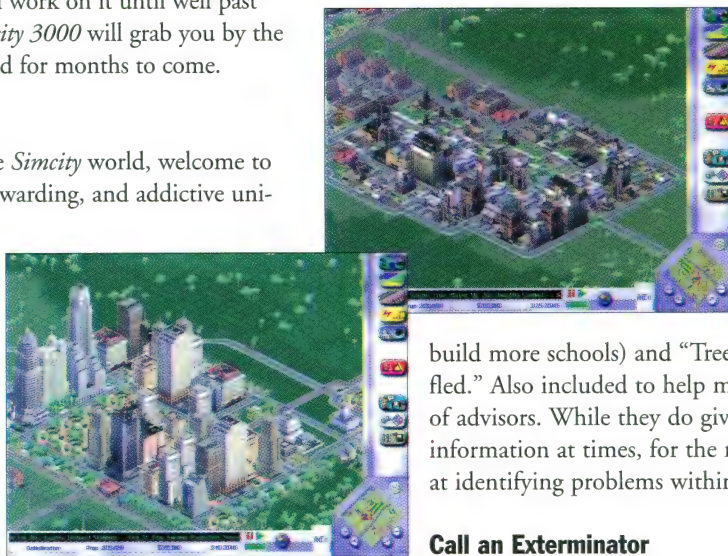 l work on it until well past
ity 3000 will grab you by the
d for months to come.
e Simcity world, welcome to
warding, and addictive uni-
build more schools) and "Tree
fled." Also included to help m
of advisors. While they do giv
information at times, for the r
at identifying problems within
Call an Exterminator